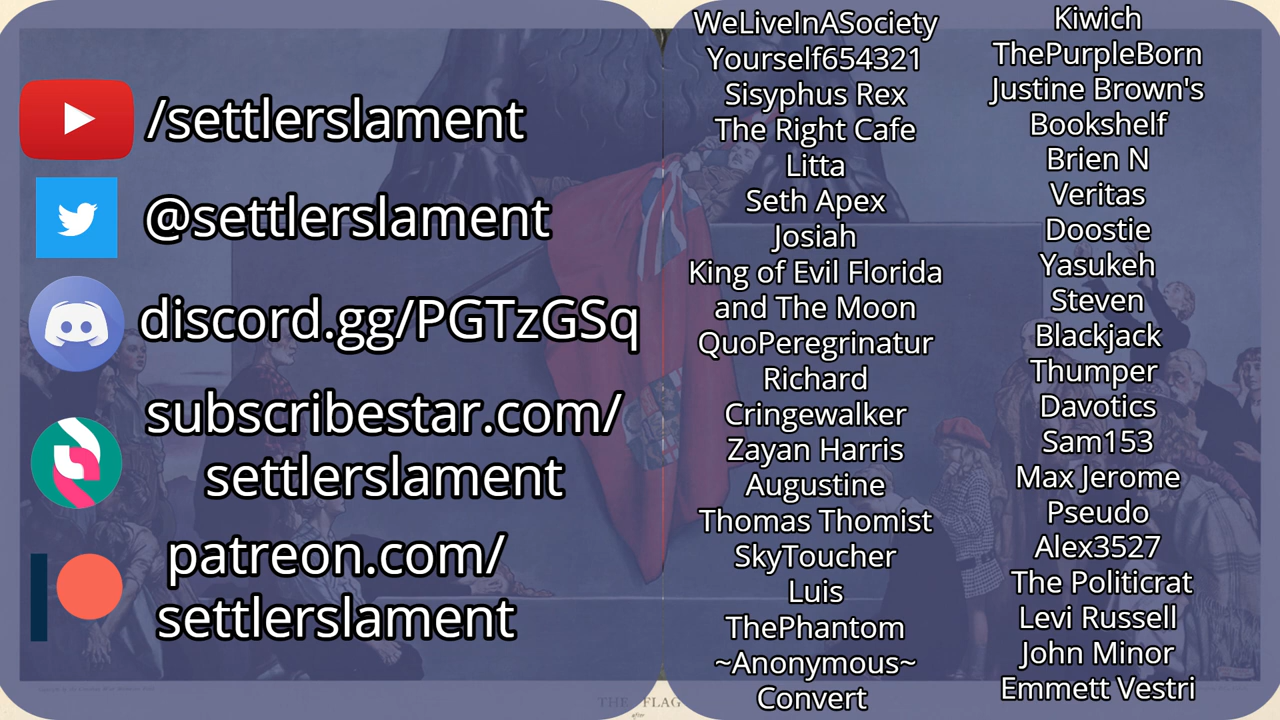 /settlerslament
@settlerslament
discord.gg/PGTzGSq
subscribestar.com/
settlerslament
patreon.com/
settlerslament
WeLiveInASociety
Yourself654321
Sisyphus Rex
The Right Cafe
Litta
Seth Apex
Josiah
King of Evil Florida
and The Moon
QuoPeregrinatur
Richard
Cringewalker
Zayan Harris
Augustine
Thomas Thomist
SkyToucher
Luis
ThePhantom
~Anonymous~
Convert
Kiwich
ThePurpleBorn
Justine Brown's
Bookshelf
Brien N
Veritas
Doostie
Yasukeh
Steven
Blackjack
Thumper
Davotics
Sam153
Max Jerome
Pseudo
Alex3527
The Politicrat
Levi Russell
John Minor
Emmett Vestri
THE FLAG